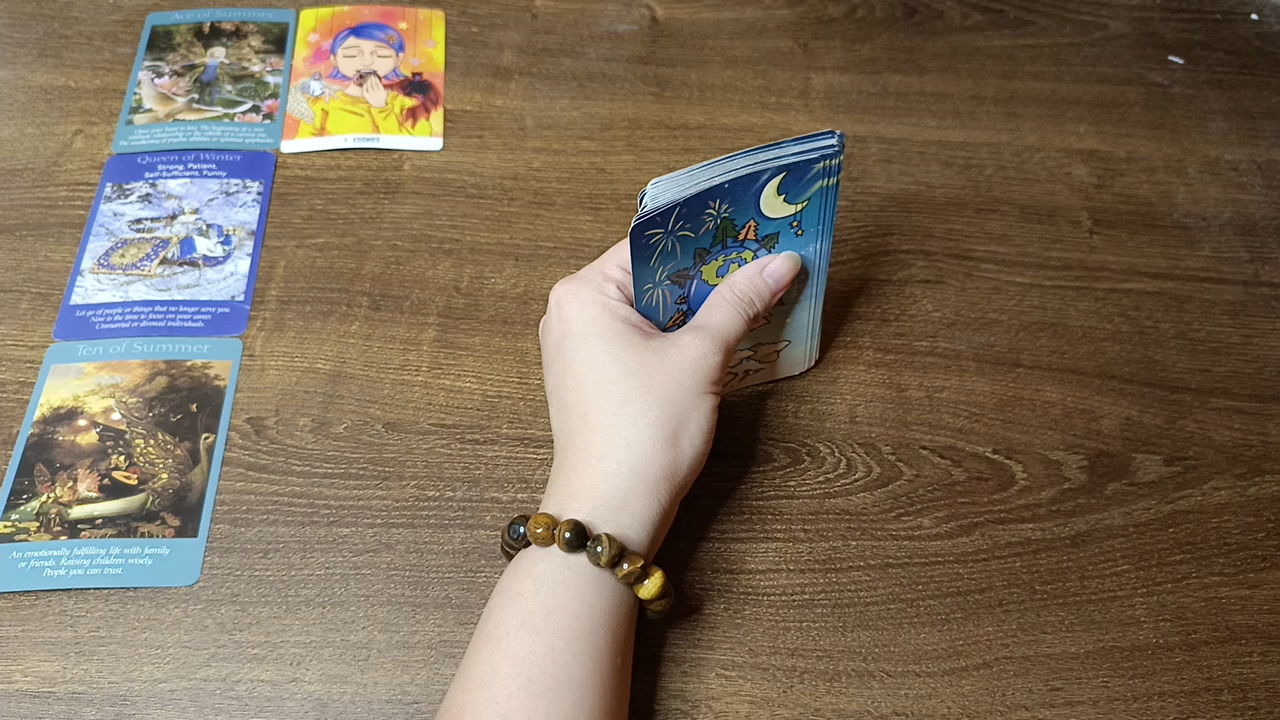 Ace of Summer
Open your heart to love. The beginning of a new
romantic relationship or the rebirth of a current one.
The awakening of psychic abilities or spiritual epiphanies.
COOKIES
Queen of Winter
Strong, Patient,
Self-Sufficient, Funny
Let go of people or things that no longer serve you.
Now is the time to focus on your career.
Unmarried or divorced individuals.
Ten of Summer
An emotionally fulfilling life with family
or friends. Raising children wisely.
People you can trust.